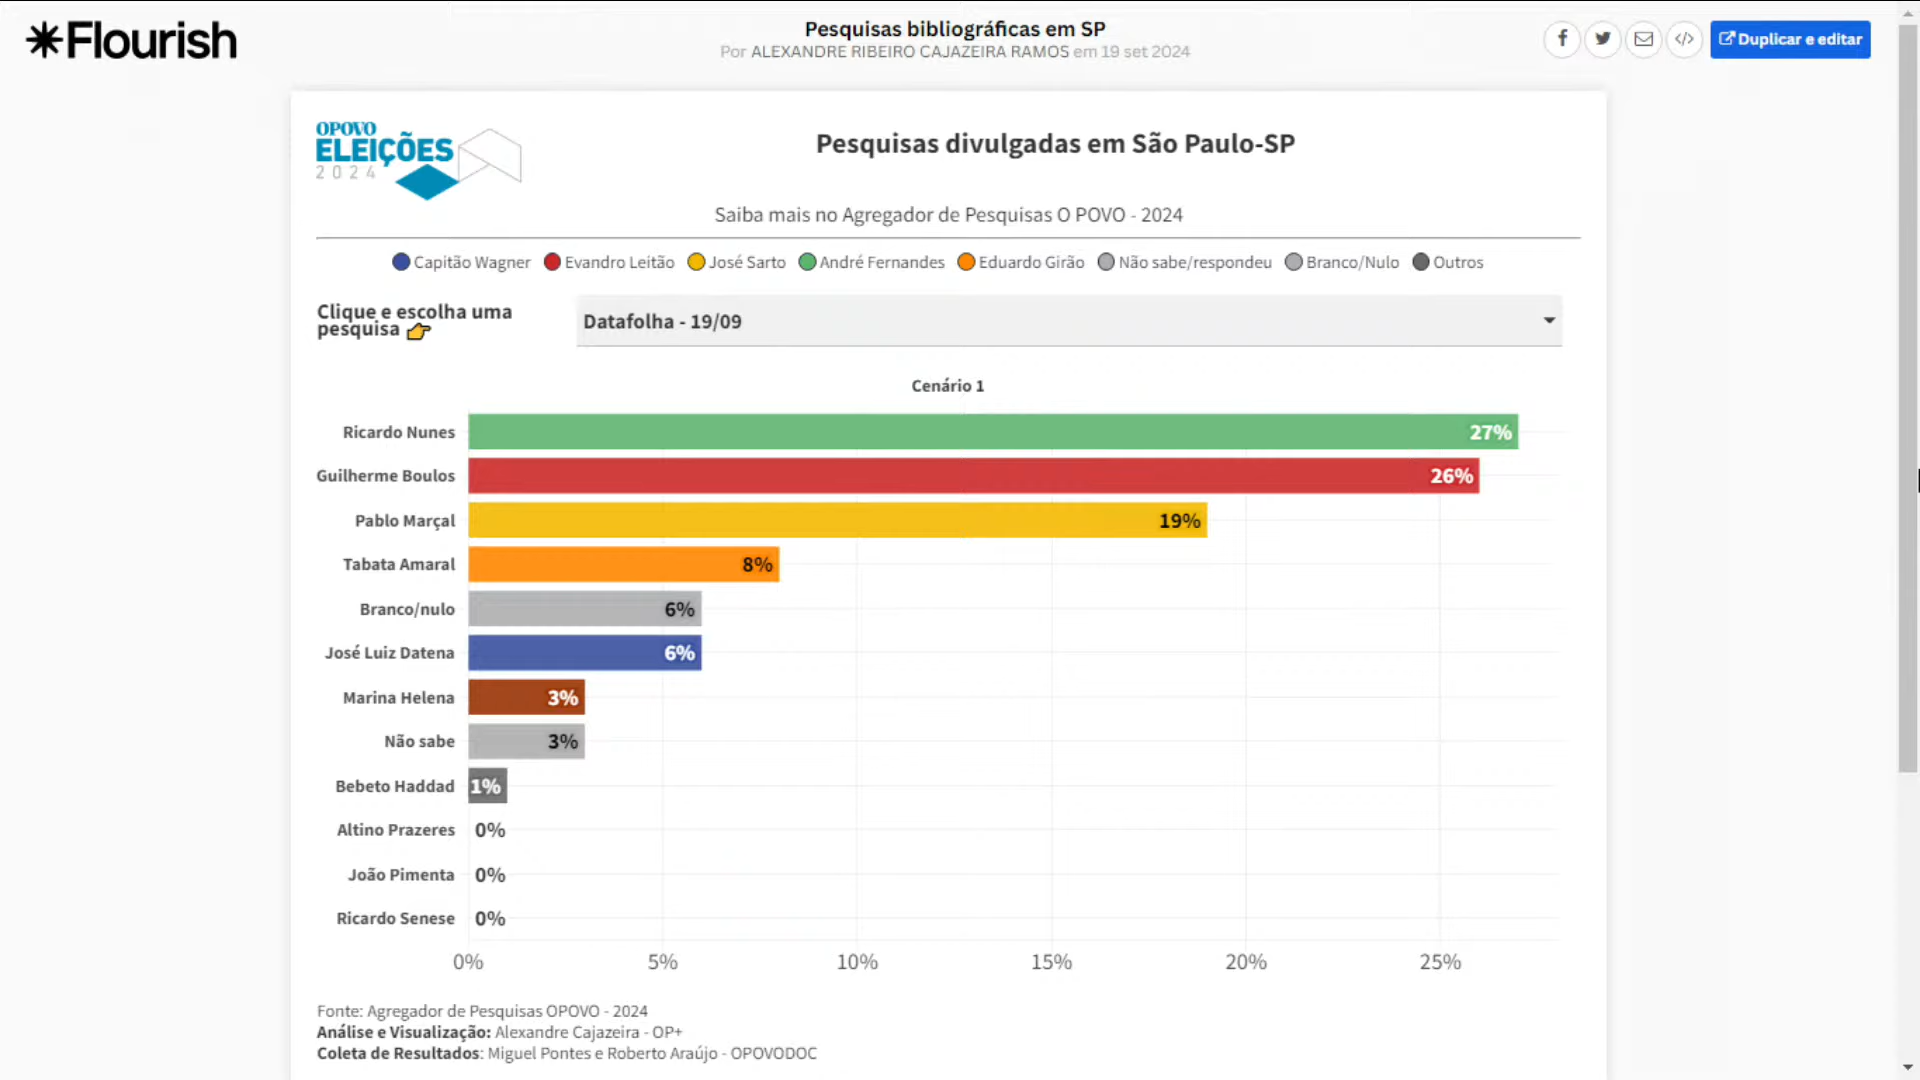 Flourish
Pesquisas bibliográficas em SP
Por ALEXANDRE RIBEIRO CAJAZEIRA RAMOS em 19 set 2024
Duplicar e editar
OPOVO
ELEIÇÕES
2024
Pesquisas divulgadas em São Paulo-SP
Saiba mais no Agregador de Pesquisas O POVO - 2024
Capitão Wagner Evandro Leitão José Sarto André Fernandes Eduardo Girão Não sabe/respondeu Branco/Nulo Outros
Clique e escolha uma
pesquisa 👉
Datafolha - 19/09
Cenário 1
Ricardo Nunes 27%
Guilherme Boulos 26%
Pablo Marçal 19%
Tabata Amaral 8%
Branco/nulo 6%
José Luiz Datena 6%
Marina Helena 3%
Não sabe 3%
Bebeto Haddad 1%
Altino Prazeres 0%
João Pimenta 0%
Ricardo Senese 0%
0% 5% 10% 15% 20% 25%
Fonte: Agregador de Pesquisas OPOVO - 2024
Análise e Visualização: Alexandre Cajazeira - OP+
Coleta de Resultados: Miguel Pontes e Roberto Araújo - OPOVODOC